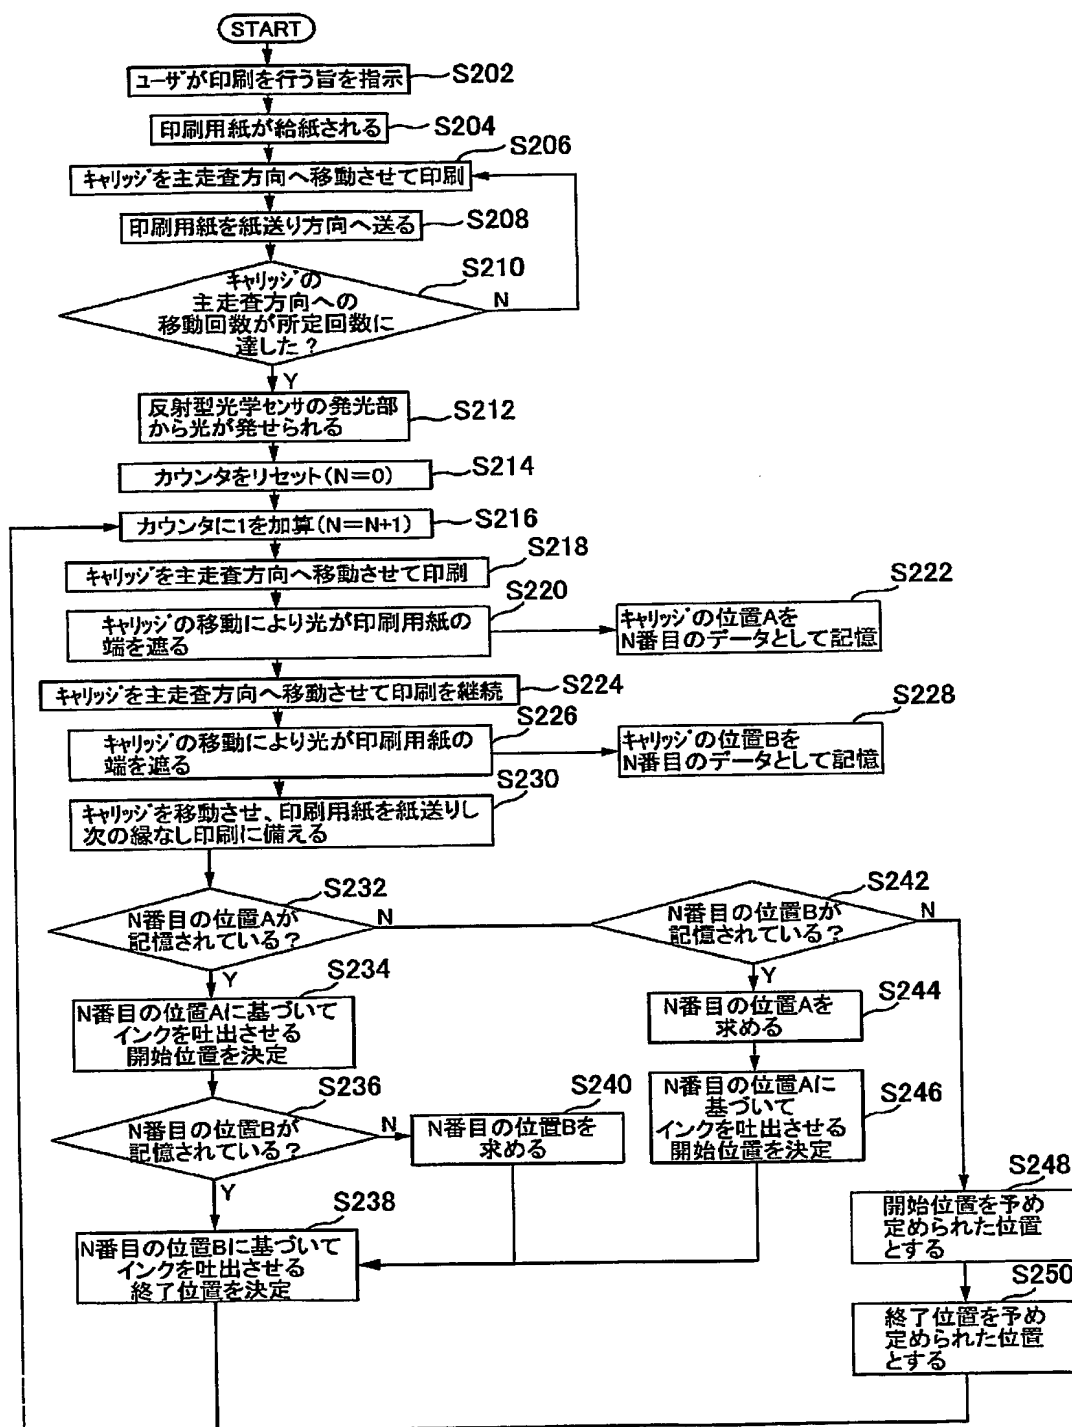 START
ユーザが印刷を行う旨を指示
S202
印刷用紙が給紙される
S204
S206
キャリッジを主走査方向へ移動させて印刷
印刷用紙を紙送り方向へ送る
S208
S210
キャリッジの
主走査方向への
移動回数が所定回数に
達した?
N
Y
反射型光学センサの発光部
から光が発せられる
S212
カウンタをリセット(N=0)
S214
カウンタに1を加算(N=N+1)
S216
S218
キャリッジを主走査方向へ移動させて印刷
S220
キャリッジの移動により光が印刷用紙の
端を遮る
S222
キャリッジの位置Aを
N番目のデータとして記憶
キャリッジを主走査方向へ移動させて印刷を継続
S224
S226
キャリッジの移動により光が印刷用紙の
端を遮る
S228
キャリッジの位置Bを
N番目のデータとして記憶
S230
キャリッジを移動させ、印刷用紙を紙送りし
次の縁なし印刷に備える
S232
N番目の位置Aが
記憶されている?
N
Y
S242
N番目の位置Bが
記憶されている?
N
Y
S234
N番目の位置Aに基づいて
インクを吐出させる
開始位置を決定
S244
N番目の位置Aを
求める
S236
N番目の位置Bが
記憶されている?
N
Y
S240
N番目の位置Bを
求める
S246
N番目の位置Aに
基づいて
インクを吐出させる
開始位置を決定
S238
N番目の位置Bに基づいて
インクを吐出させる
終了位置を決定
S248
開始位置を予め
定められた位置
とする
S250
終了位置を予め
定められた位置
とする